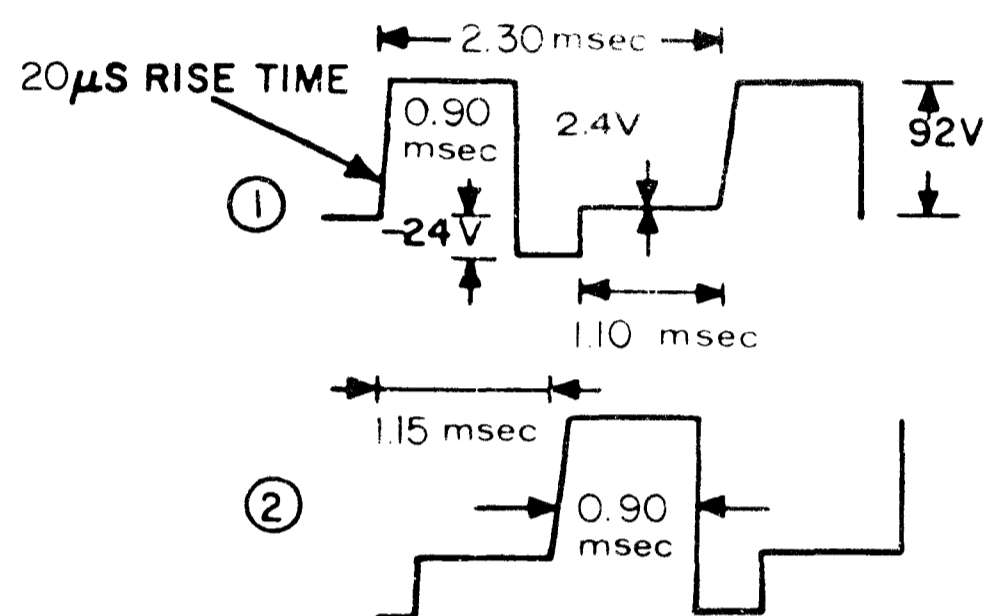 2.30 msec
20μS RISE TIME
0.90
msec
2.4V
92V
1
-24V
1.10 msec
1.15 msec
2
0.90
msec